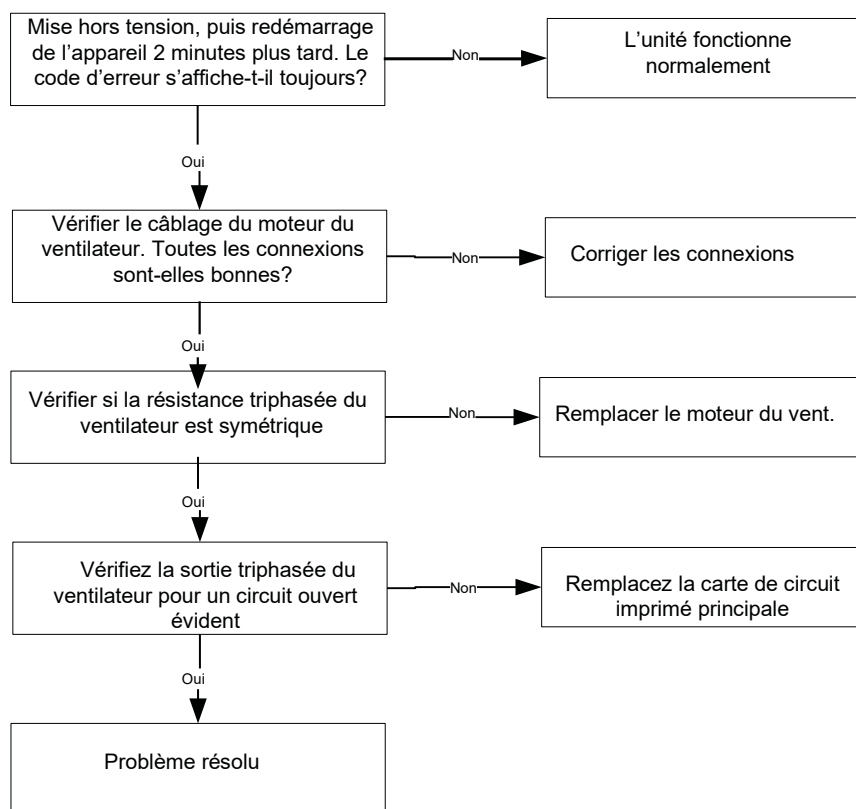 Mise hors tension, puis redémarrage
de l’appareil 2 minutes plus tard. Le
code d’erreur s’affiche-t-il toujours?
Non
L’unité fonctionne
normalement
Oui
Vérifier le câblage du moteur du
ventilateur. Toutes les connexions
sont-elles bonnes?
Non
Corriger les connexions
Oui
Vérifier si la résistance triphasée du
ventilateur est symétrique
Non
Remplacer le moteur du vent.
Oui
Vérifiez la sortie triphasée du
ventilateur pour un circuit ouvert
évident
Non
Remplacez la carte de circuit
imprimé principale
Oui
Problème résolu